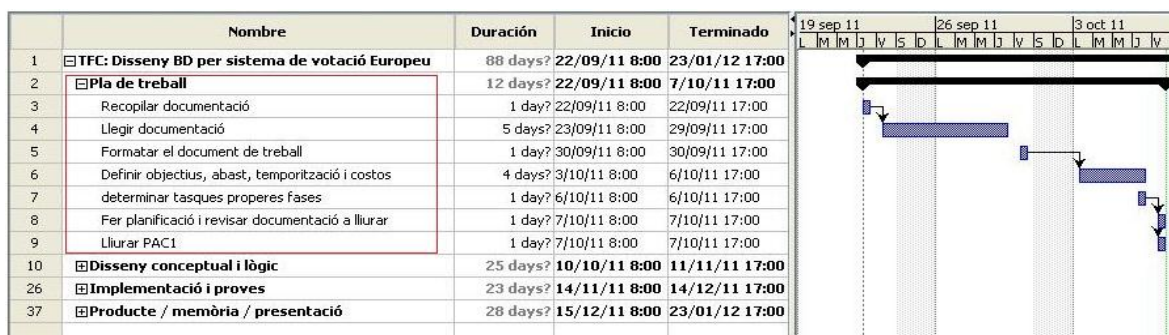 Nombre Duración Inicio Terminado 19 sep 11 26 sep 11 3 oct 11
L M M J V S D L M M J V S D L M M J V
1 TFC: Disseny BD per sistema de votació Europeu 88 days? 22/09/11 8:00 23/01/12 17:00
2 Pla de treball 12 days? 22/09/11 8:00 7/10/11 17:00
3 Recopilar documentació 1 day? 22/09/11 8:00 22/09/11 17:00
4 Llegir documentació 5 days? 23/09/11 8:00 29/09/11 17:00
5 Formatar el document de treball 1 day? 30/09/11 8:00 30/09/11 17:00
6 Definir objectius, abast, temporització i costos 4 days? 3/10/11 8:00 6/10/11 17:00
7 determinar tasques properes fases 1 day? 6/10/11 8:00 6/10/11 17:00
8 Fer planificació i revisar documentació a lliurar 1 day? 7/10/11 8:00 7/10/11 17:00
9 Lliurar PAC1 1 day? 7/10/11 8:00 7/10/11 17:00
10 Disseny conceptual i lògic 25 days? 10/10/11 8:00 11/11/11 17:00
26 Implementació i proves 23 days? 14/11/11 8:00 14/12/11 17:00
37 Producte / memòria / presentació 28 days? 15/12/11 8:00 23/01/12 17:00